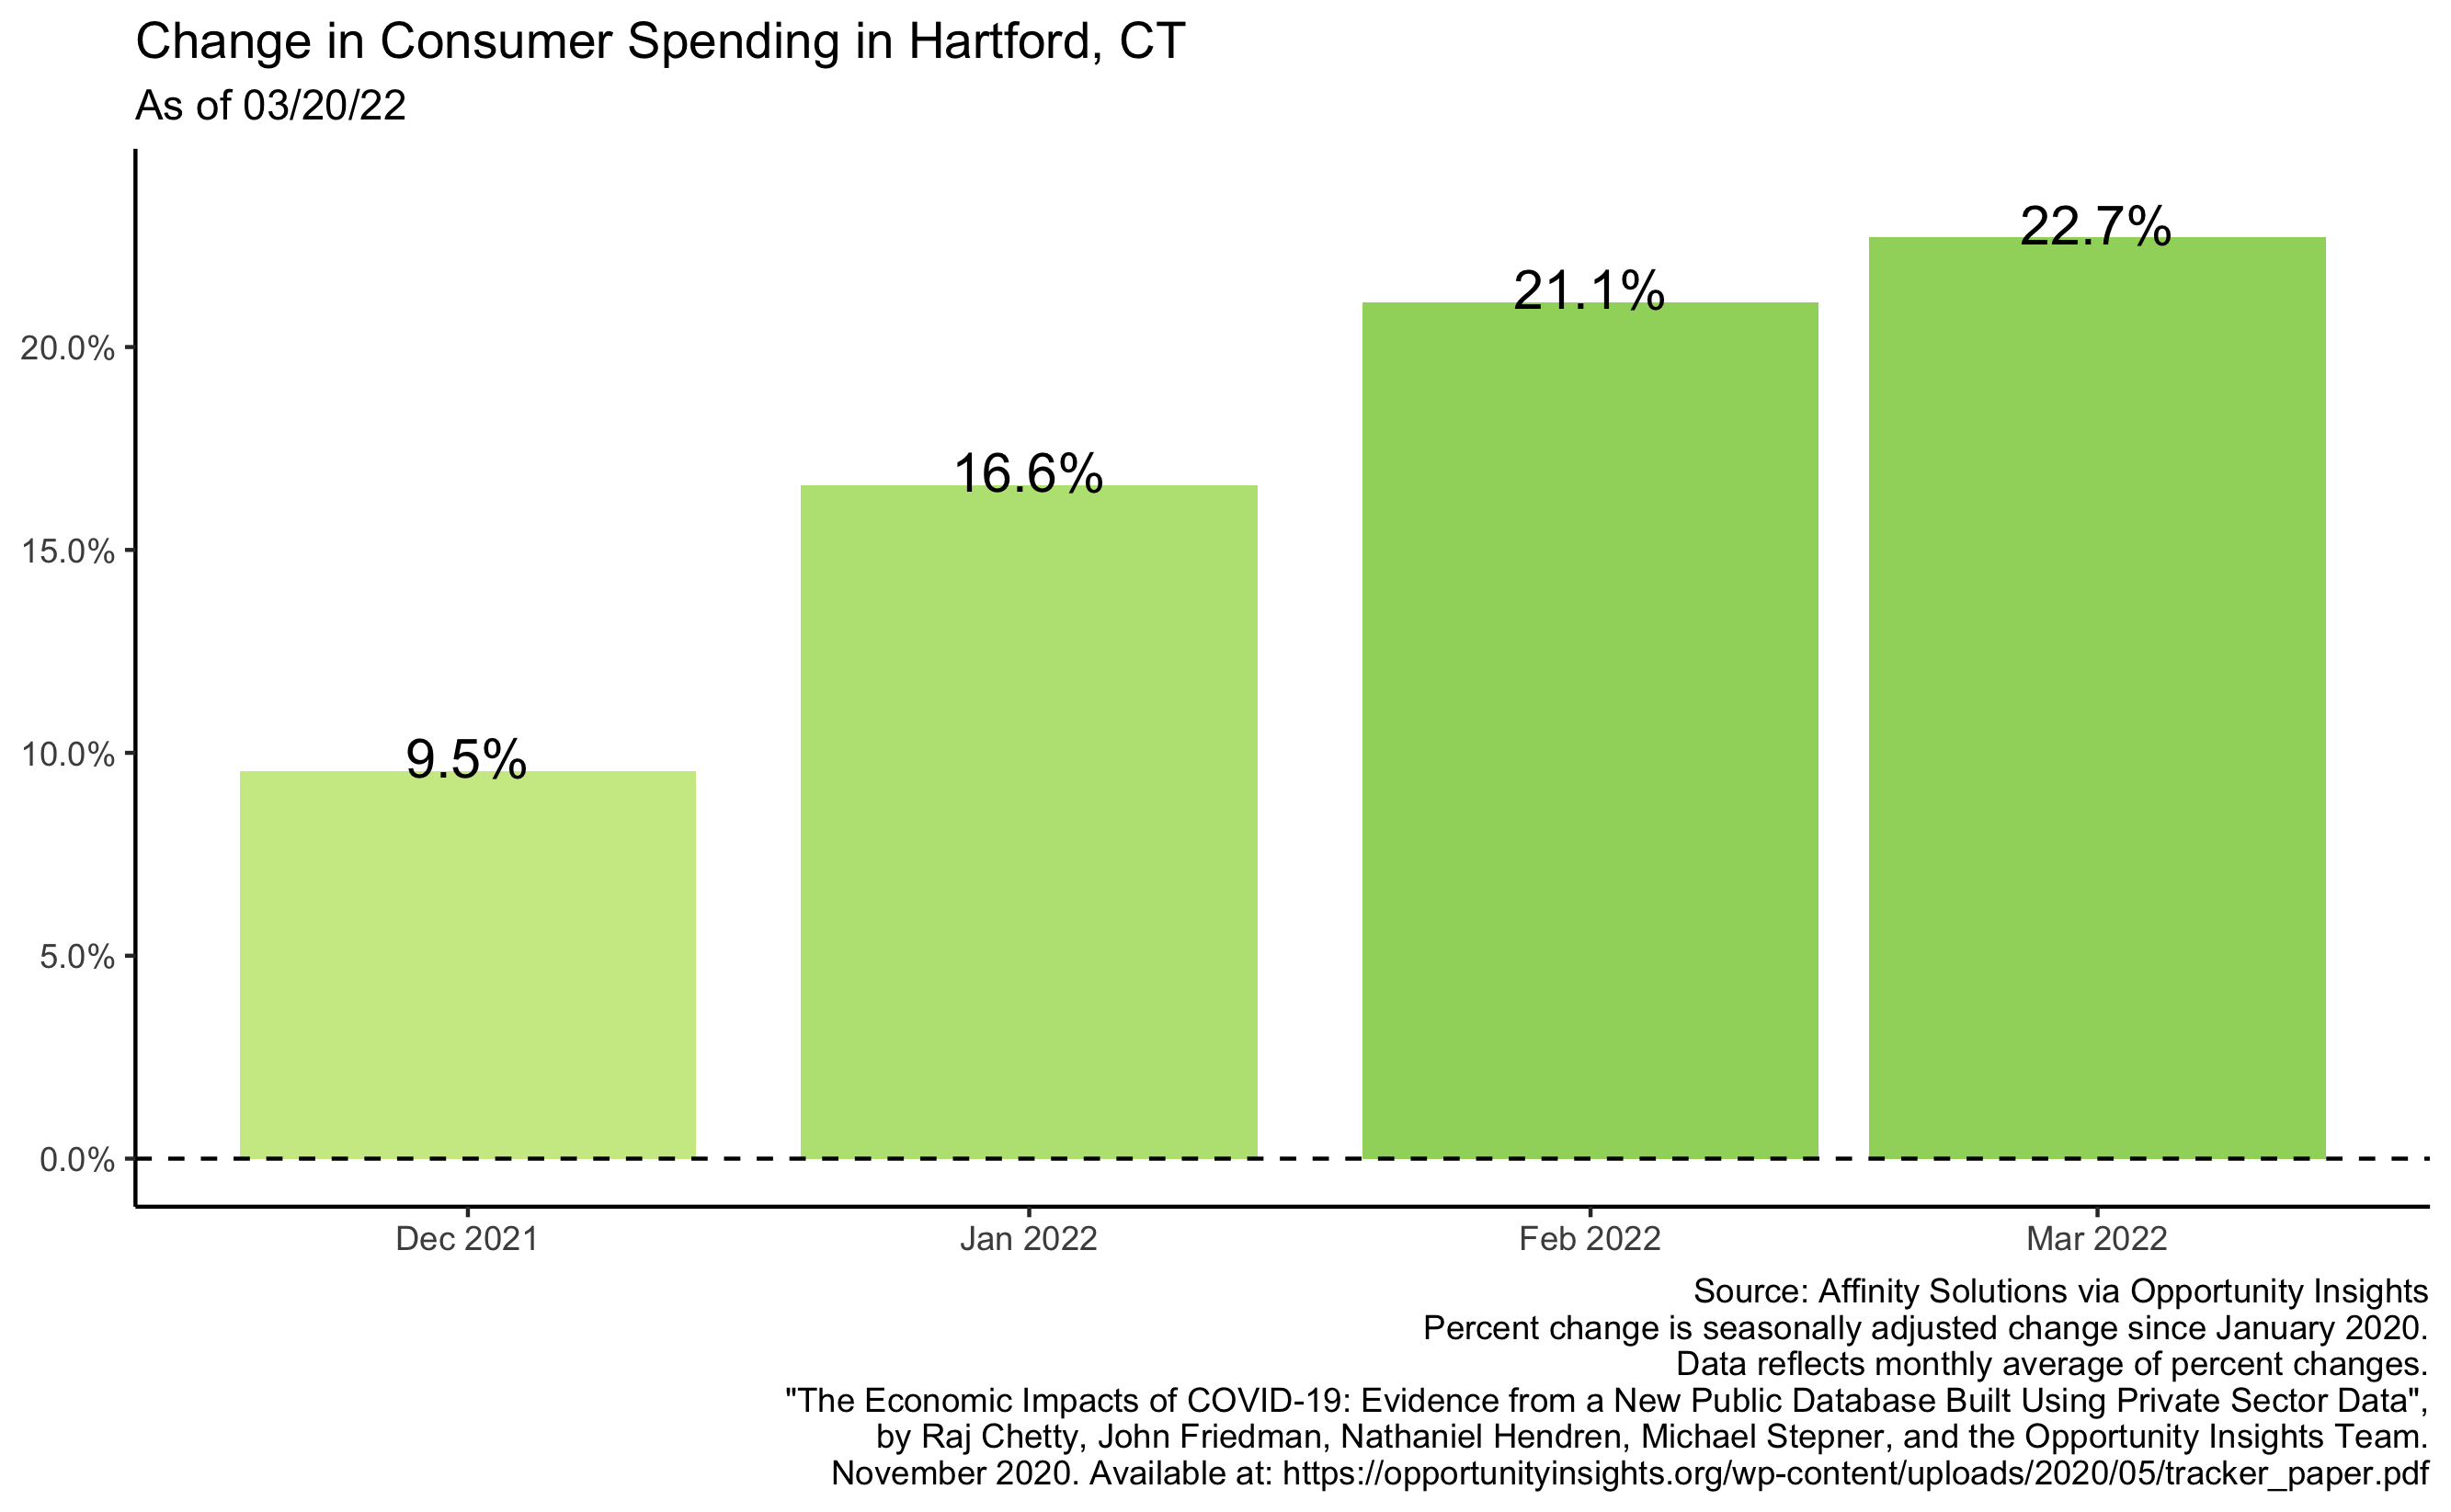 Change in Consumer Spending in Hartford, CT
As of 03/20/22
22.7%
21.1%
20.0%
16.6%
15.0%
9.5%
10.0%
5.0%
0.0%
Dec 2021 Jan 2022 Feb 2022 Mar 2022
Source: Affinity Solutions via Opportunity Insights
Percent change is seasonally adjusted change since January 2020.
Data reflects monthly average of percent changes.
"The Economic Impacts of COVID-19: Evidence from a New Public Database Built Using Private Sector Data",
by Raj Chetty, John Friedman, Nathaniel Hendren, Michael Stepner, and the Opportunity Insights Team.
November 2020. Available at: https://opportunityinsights.org/wp-content/uploads/2020/05/tracker_paper.pdf